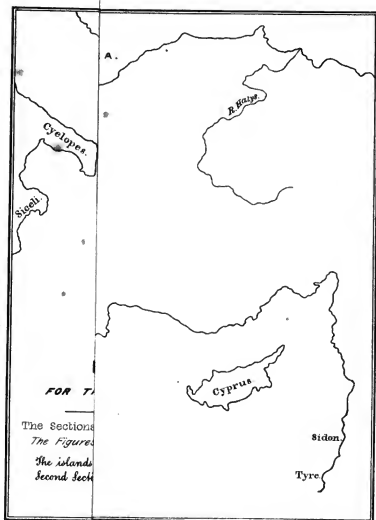 A.
R. Halys.
Cyclopes.
Siceli.
Cyprus
FOR T
The Sections
The Figures
Sidon.
The islands
Tyre.
Second Secti